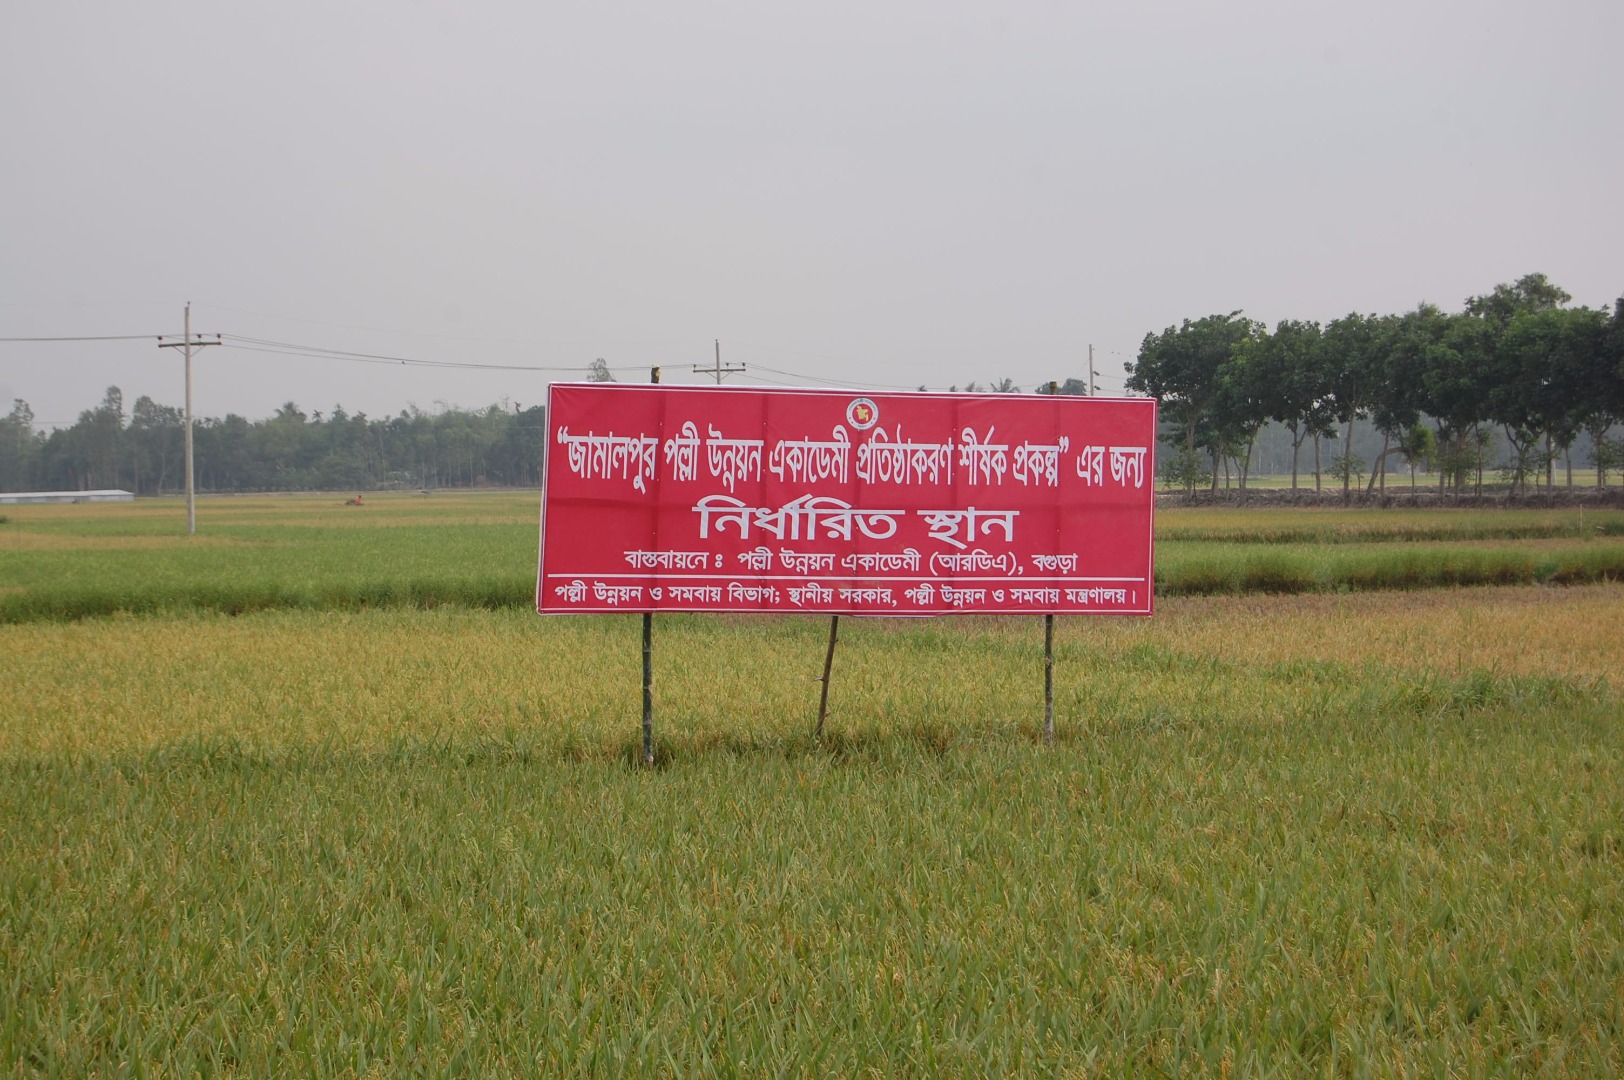 “জামালপুর পল্লী উন্নয়ন একাডেমী প্রতিষ্ঠাকরণ শীর্ষক প্রকল্প” এর জন্য
নির্ধারিত স্থান
বাস্তবায়নে ঃ পল্লী উন্নয়ন একাডেমী (আরডিএ), বগুড়া
পল্লী উন্নয়ন ও সমবায় বিভাগ; স্থানীয় সরকার, পল্লী উন্নয়ন ও সমবায় মন্ত্রণালয়।